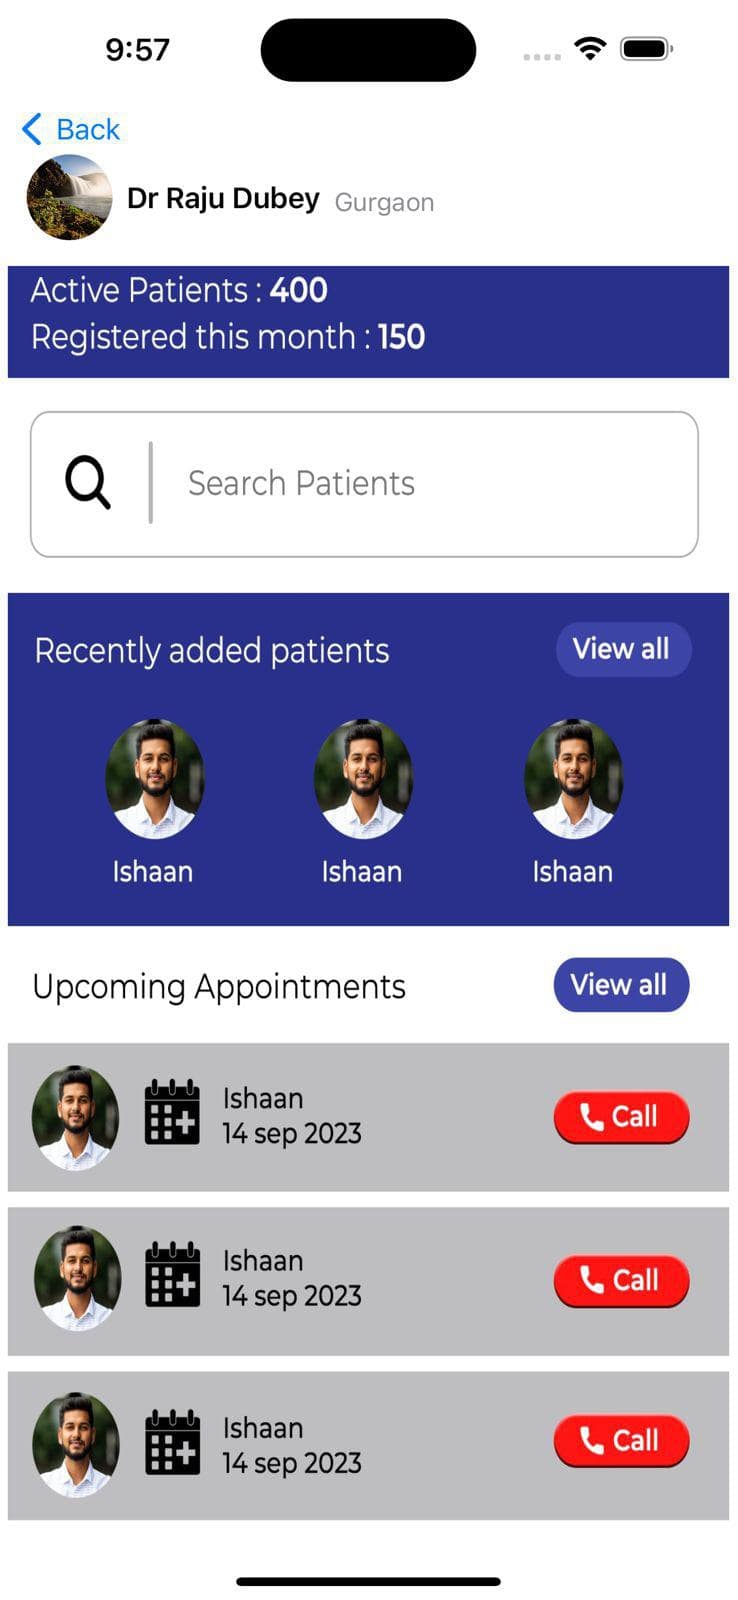 9:57
Back
Dr Raju Dubey Gurgaon
Active Patients : 400
Registered this month : 150
Search Patients
Recently added patients View all
Ishaan Ishaan Ishaan
Upcoming Appointments View all
Ishaan
14 sep 2023
Call
Ishaan
14 sep 2023
Call
Ishaan
14 sep 2023
Call